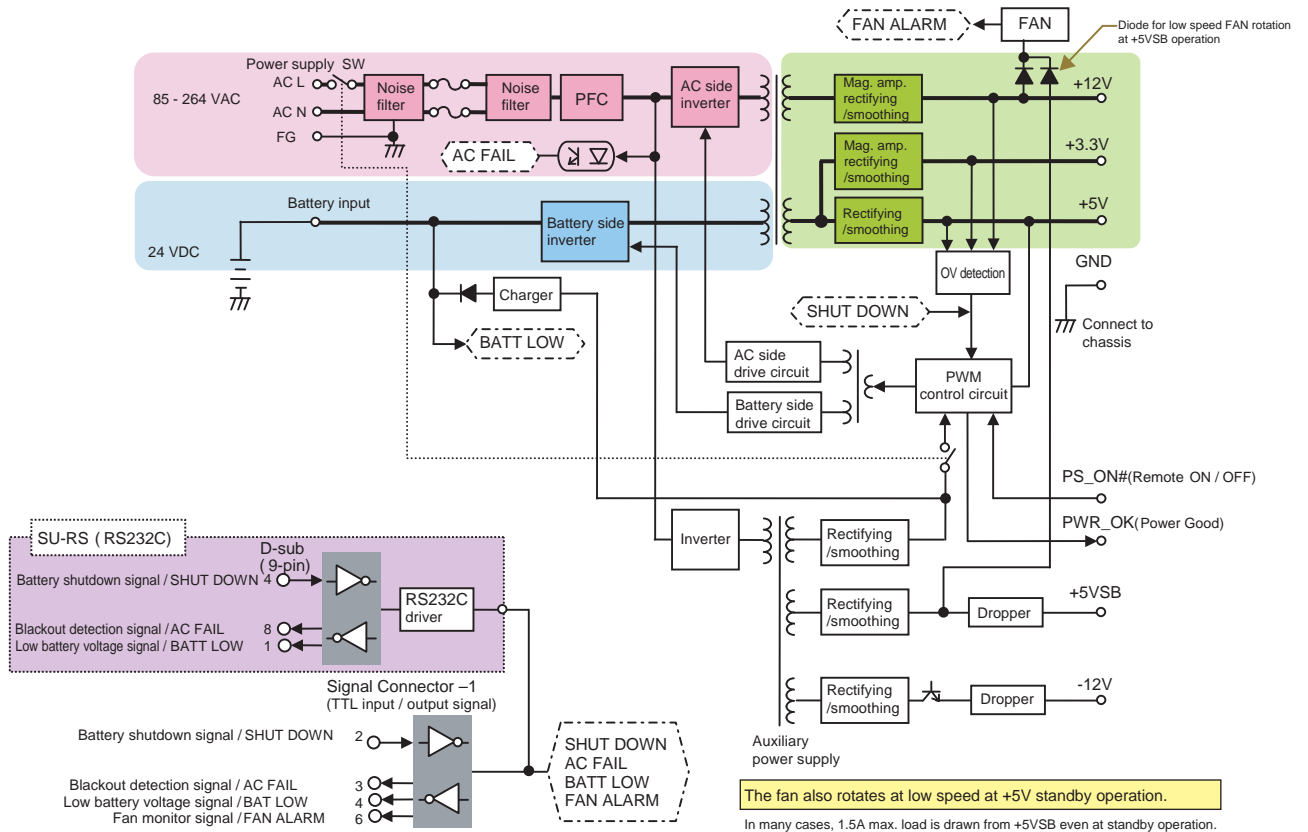 FAN ALARM
FAN
Diode for low speed FAN rotation
at +5VSB operation
Power supply SW
AC L
85 - 264 VAC
AC N
FG
Noise
filter
Noise
filter
PFC
AC side
inverter
Mag. amp.
rectifying
/smoothing
+12V
AC FAIL
Mag. amp.
rectifying
/smoothing
+3.3V
Battery input
24 VDC
Battery side
inverter
Rectifying
/smoothing
+5V
OV detection
GND
Connect to
chassis
Charger
SHUT DOWN
BATT LOW
AC side
drive circuit
PWM
control circuit
Battery side
drive circuit
PS_ON#(Remote ON / OFF)
PWR_OK(Power Good)
Inverter
Rectifying
/smoothing
+5VSB
Rectifying
/smoothing
Dropper
-12V
Rectifying
/smoothing
Dropper
Auxiliary
power supply
SU-RS ( RS232C)
D-sub
( 9-pin)
Battery shutdown signal / SHUT DOWN 4
RS232C
driver
Blackout detection signal / AC FAIL 8
Low battery voltage signal / BATT LOW 1
Signal Connector –1
(TTL input / output signal)
Battery shutdown signal / SHUT DOWN 2
Blackout detection signal / AC FAIL 3
Low battery voltage signal / BAT LOW 4
Fan monitor signal / FAN ALARM 6
SHUT DOWN
AC FAIL
BATT LOW
FAN ALARM
The fan also rotates at low speed at +5V standby operation.
In many cases, 1.5A max. load is drawn from +5VSB even at standby operation.